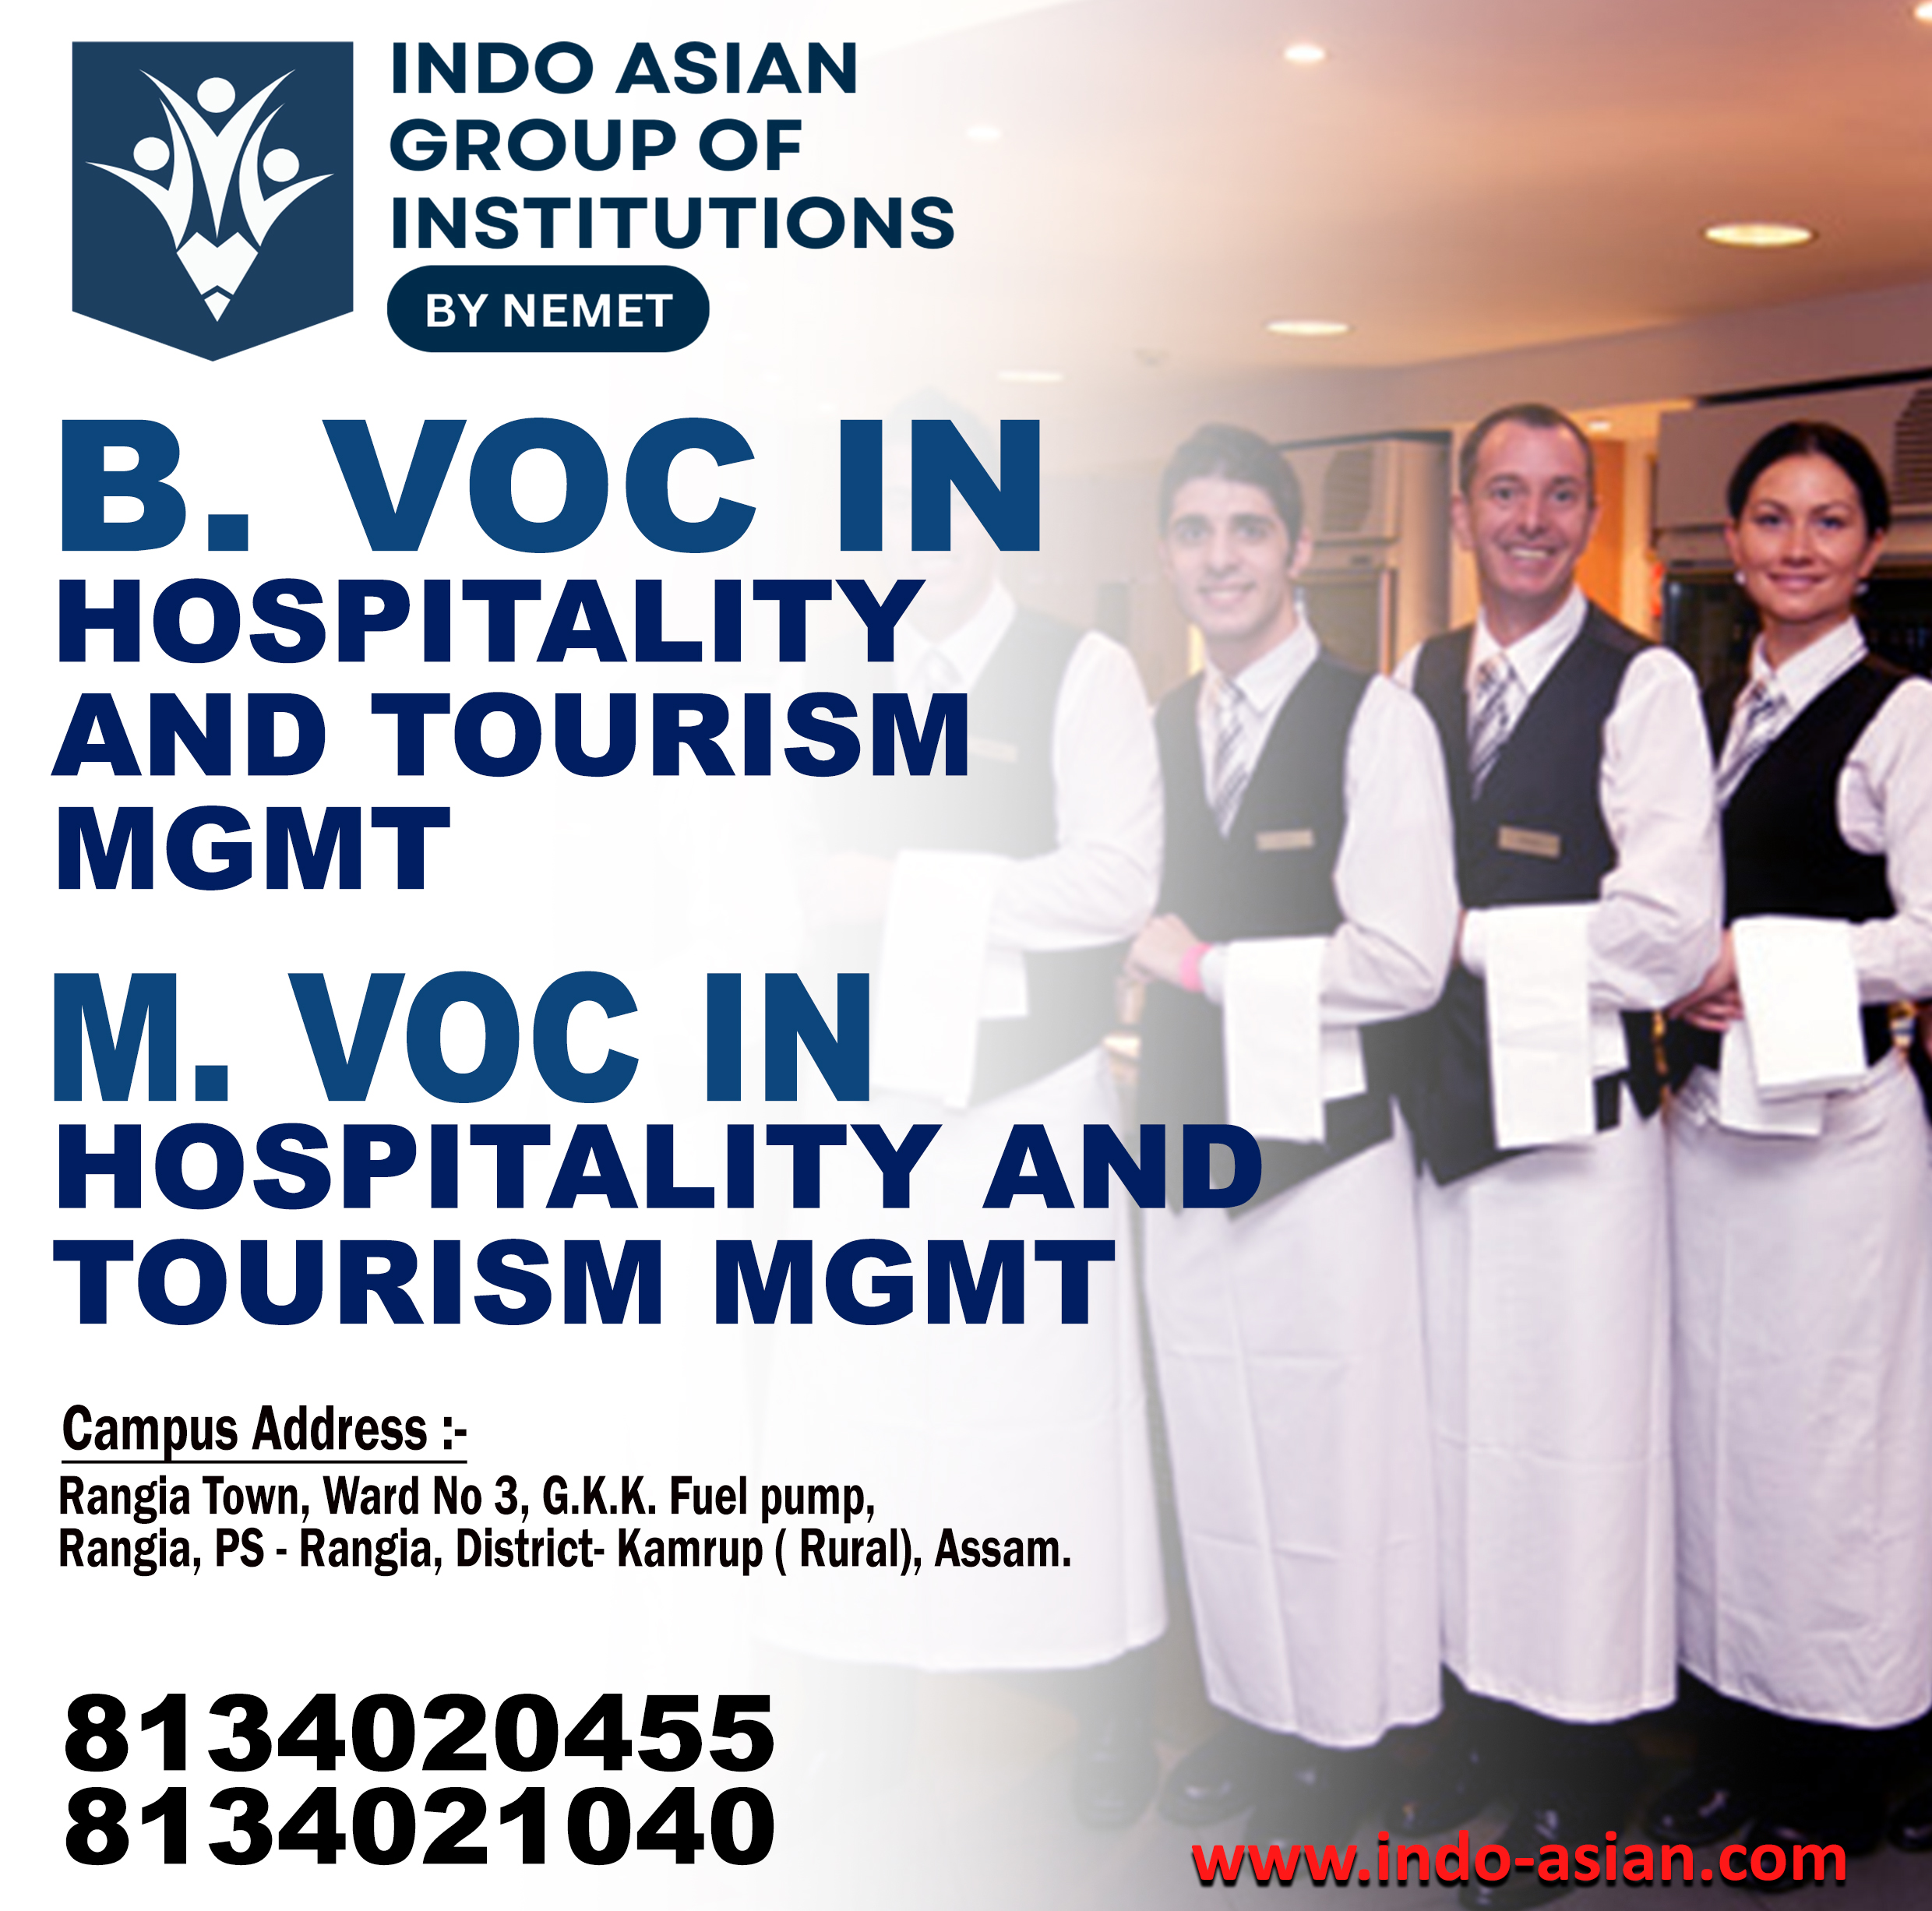 INDO ASIAN
GROUP OF
INSTITUTIONS
BY NEMET
B. VOC IN
HOSPITALITY
AND TOURISM
MGMT
M. VOC IN
HOSPITALITY AND
TOURISM MGMT
Campus Address :-
Rangia Town, Ward No 3, G.K.K. Fuel pump,
Rangia, PS - Rangia, District- Kamrup ( Rural), Assam.
8134020455
8134021040
www.indo-asian.com